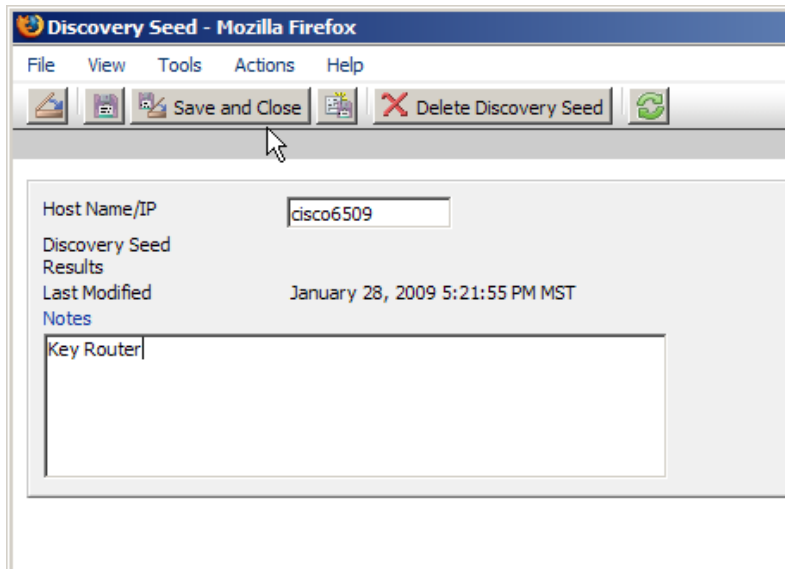 Discovery Seed - Mozilla Firefox
File View Tools Actions Help
Save and Close Delete Discovery Seed
Host Name/IP cisco6509
Discovery Seed
Results
Last Modified January 28, 2009 5:21:55 PM MST
Notes
Key Router